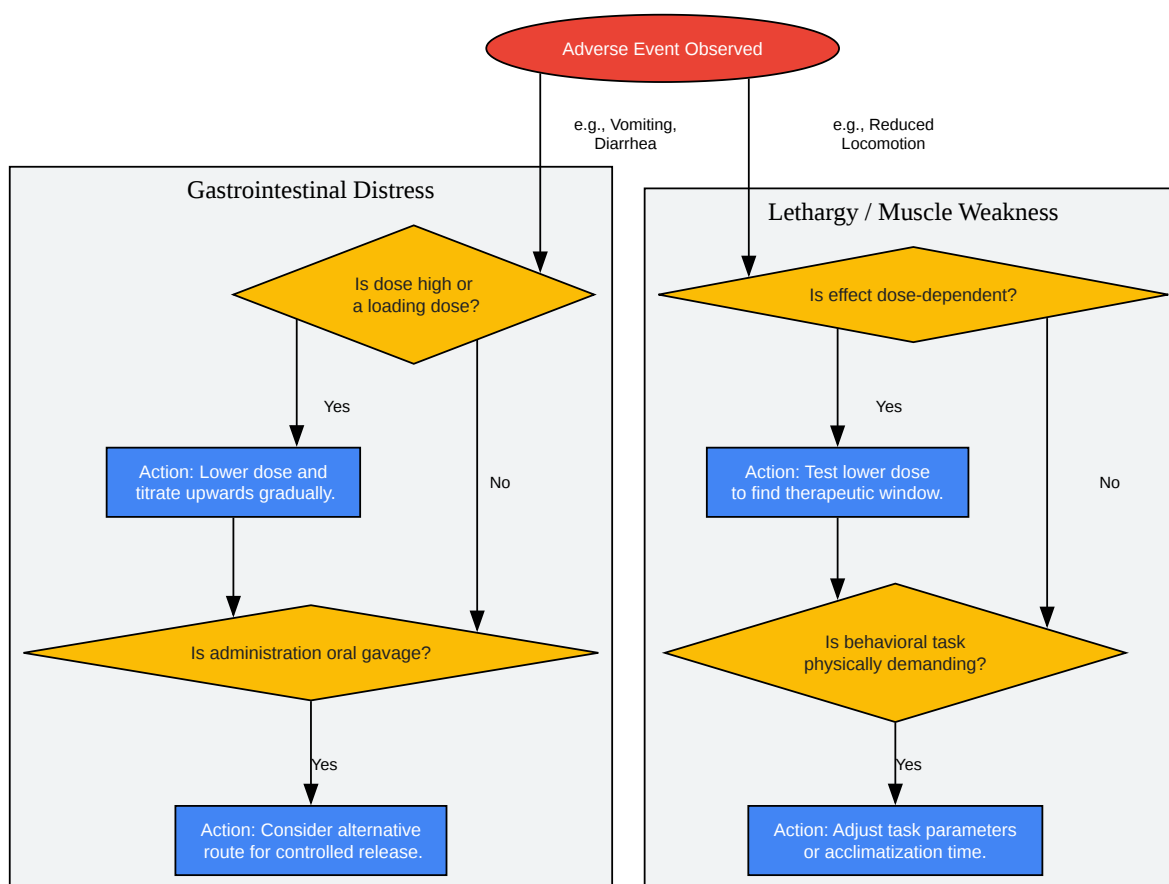 Adverse Event Observed
e.g., Vomiting,
Diarrhea
e.g., Reduced
Locomotion
Gastrointestinal Distress
Is dose high or
a loading dose?
Yes
Action: Lower dose and
titrate upwards gradually.
No
Is administration oral gavage?
Yes
Action: Consider alternative
route for controlled release.
Lethargy / Muscle Weakness
Is effect dose-dependent?
Yes
Action: Test lower dose
to find therapeutic window.
No
Is behavioral task
physically demanding?
Yes
Action: Adjust task parameters
or acclimatization time.